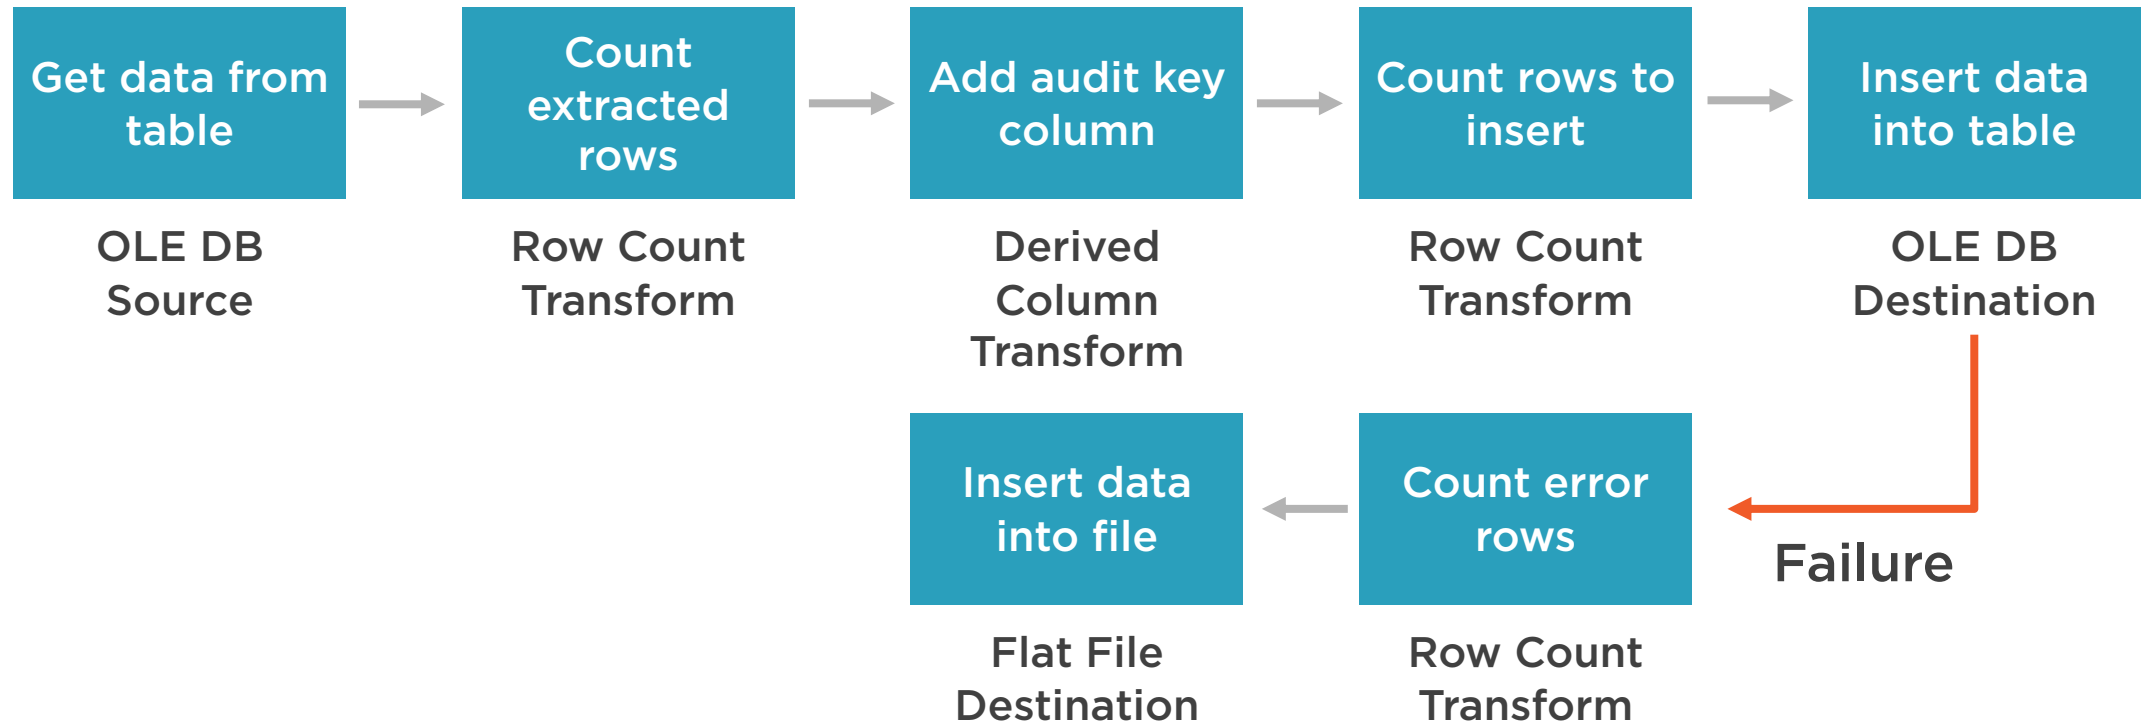 Get data from
table
Count
extracted
rows
Add audit key
column
Count rows to
insert
Insert data
into table
OLE DB
Source
Row Count
Transform
Derived
Column
Transform
Row Count
Transform
OLE DB
Destination
Insert data
into file
Count error
rows
Failure
Flat File
Destination
Row Count
Transform